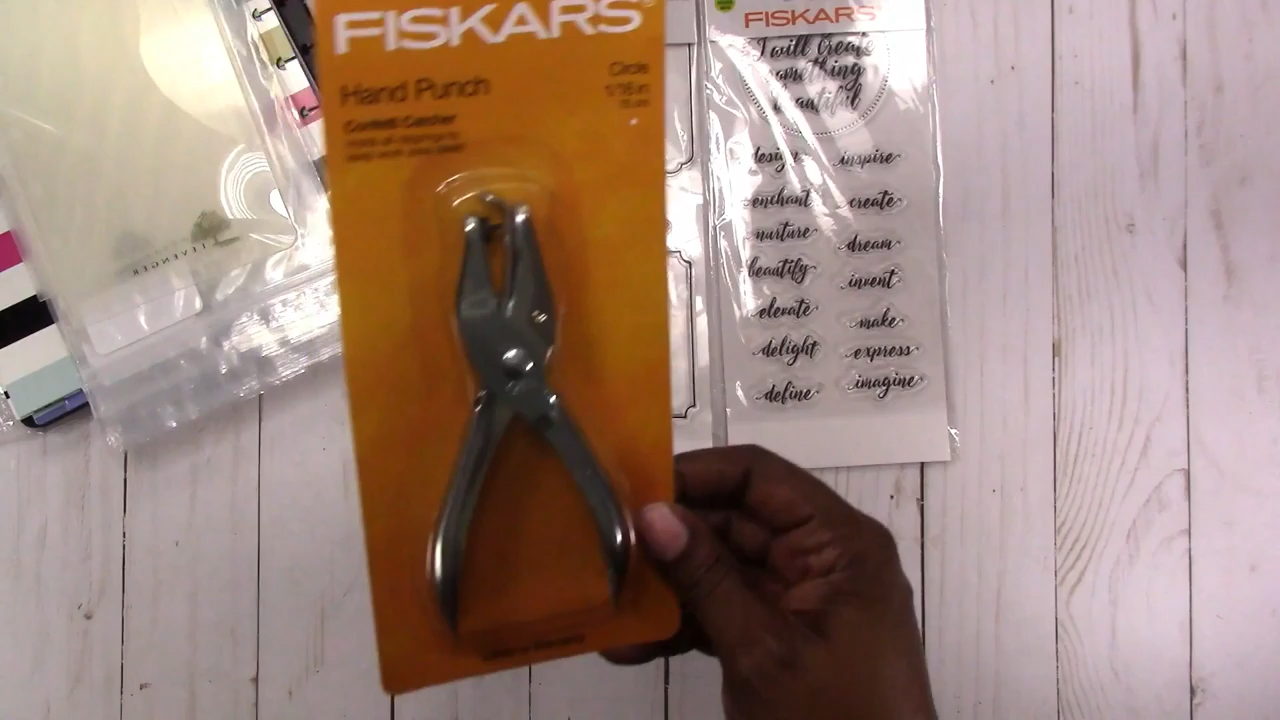 FISKARS
Hand Punch
Circle
1/16 in
FISKARS
I will create
something
beautiful
design
inspire
enchant
create
nurture
dream
beautify
invent
elevate
make
delight
express
define
imagine
LEVENGER